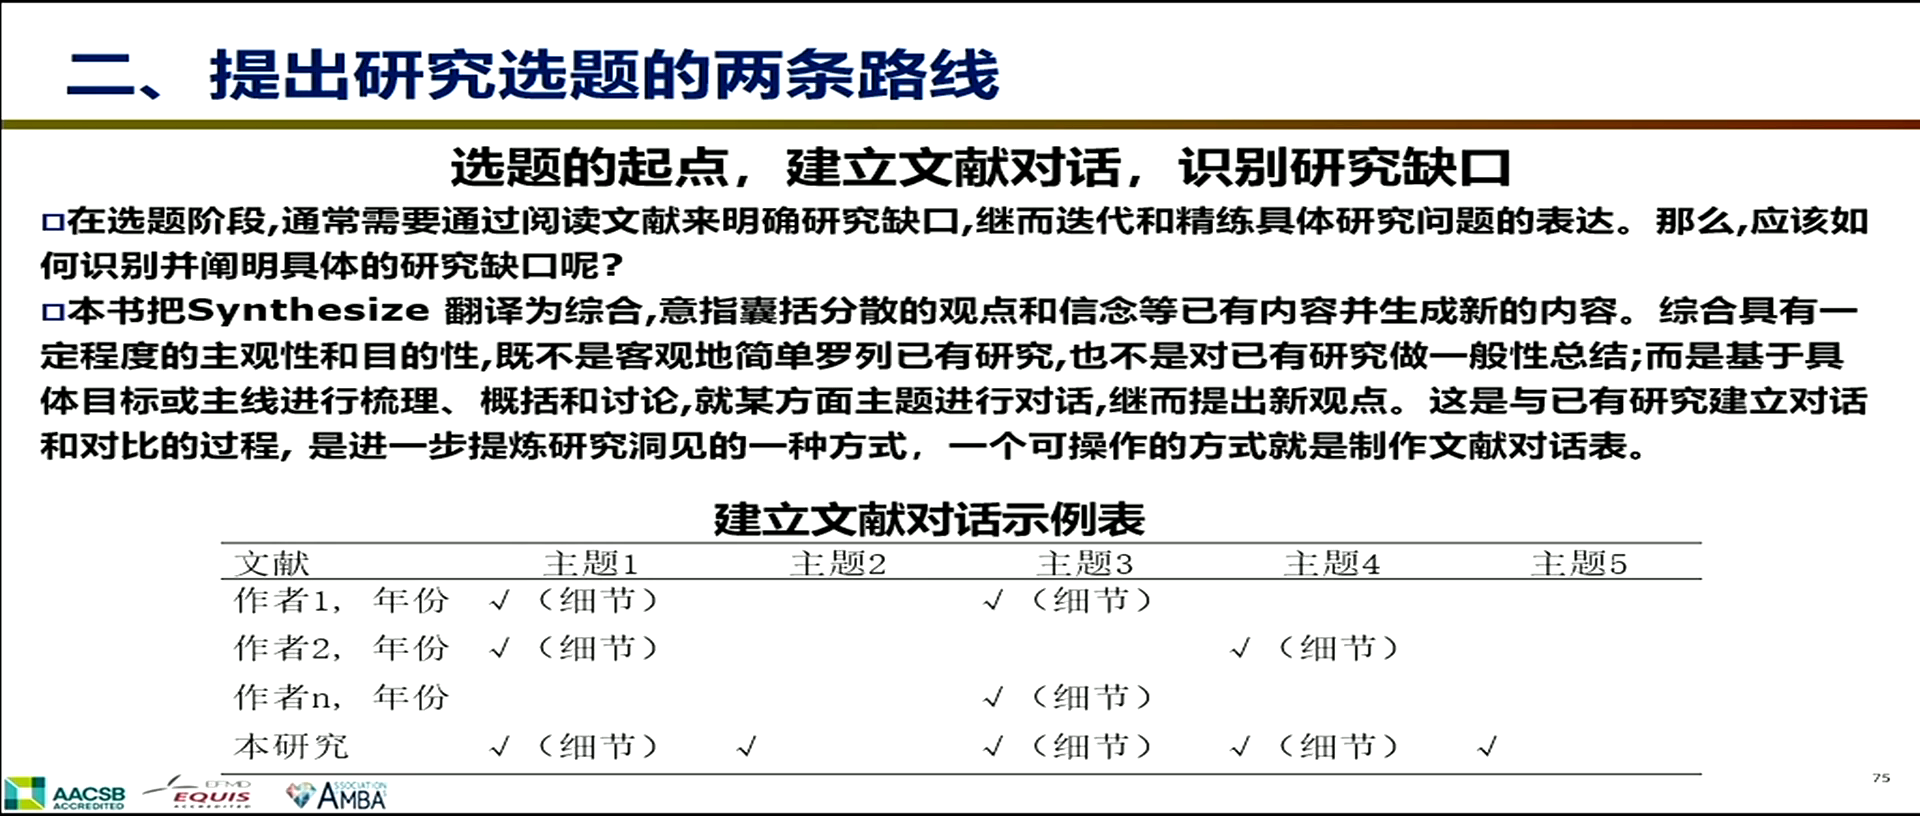 二、提出研究选题的两条路线
选题的起点，建立文献对话，识别研究缺口
□在选题阶段,通常需要通过阅读文献来明确研究缺口,继而迭代和精练具体研究问题的表达。那么,应该如
何识别并阐明具体的研究缺口呢?
□本书把Synthesize 翻译为综合,意指囊括分散的观点和信念等已有内容并生成新的内容。综合具有一
定程度的主观性和目的性,既不是客观地简单罗列已有研究,也不是对已有研究做一般性总结;而是基于具
体目标或主线进行梳理、概括和讨论,就某方面主题进行对话,继而提出新观点。这是与已有研究建立对话
和对比的过程, 是进一步提炼研究洞见的一种方式，一个可操作的方式就是制作文献对话表。
建立文献对话示例表
文献 主题1 主题2 主题3 主题4 主题5
作者1, 年份 √（细节） √（细节）
作者2, 年份 √（细节） √（细节）
作者n, 年份 √（细节）
本研究 √（细节） √ √（细节） √（细节） √
AACSB
ACCREDITED
EFMD
EQUIS
ACCREDITED
ASSOCIATION
AMBA
75